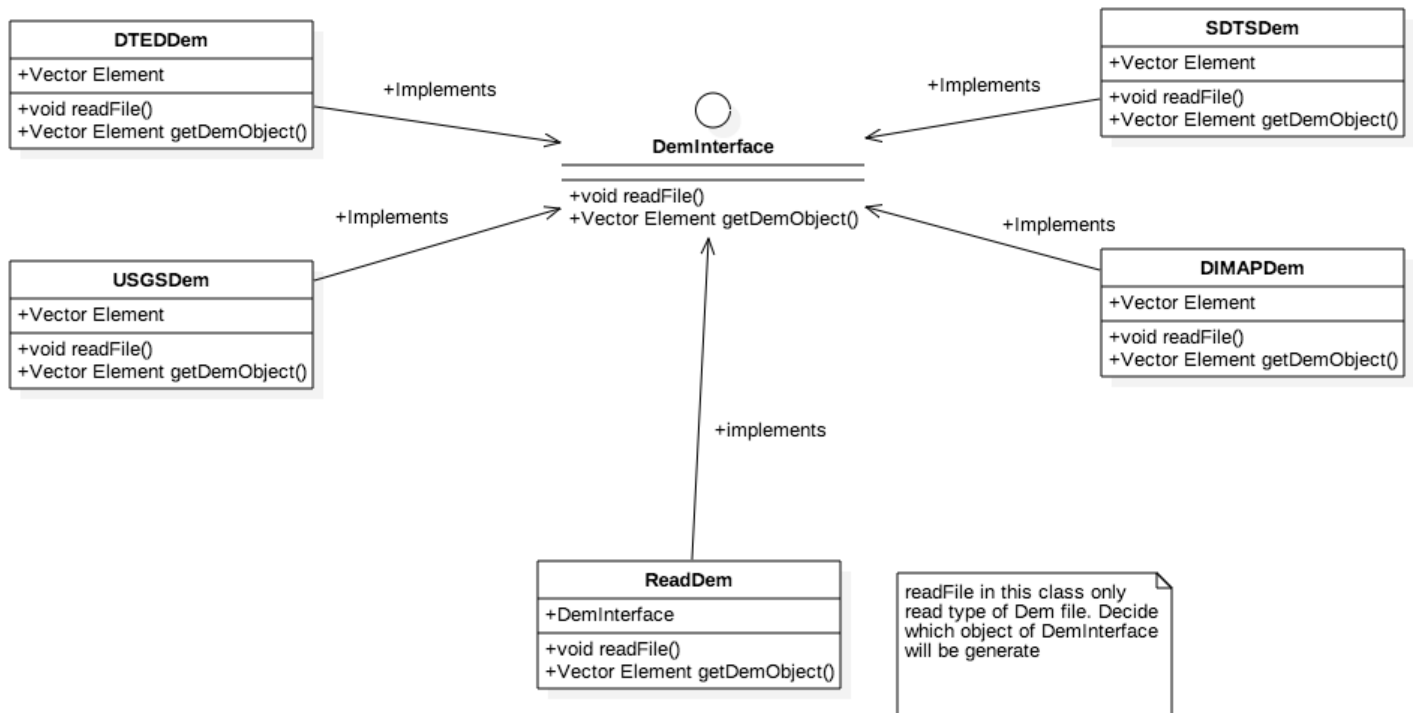 DTEDDem
+Vector Element
+void readFile()
+Vector Element getDemObject()
+Implements
DemInterface
+void readFile()
+Vector Element getDemObject()
+Implements
SDTSDem
+Vector Element
+void readFile()
+Vector Element getDemObject()
USGSDem
+Vector Element
+void readFile()
+Vector Element getDemObject()
+Implements
+Implements
DIMAPDem
+Vector Element
+void readFile()
+Vector Element getDemObject()
+implements
ReadDem
+DemInterface
+void readFile()
+Vector Element getDemObject()
readFile in this class only
read type of Dem file. Decide
which object of DemInterface
will be generate